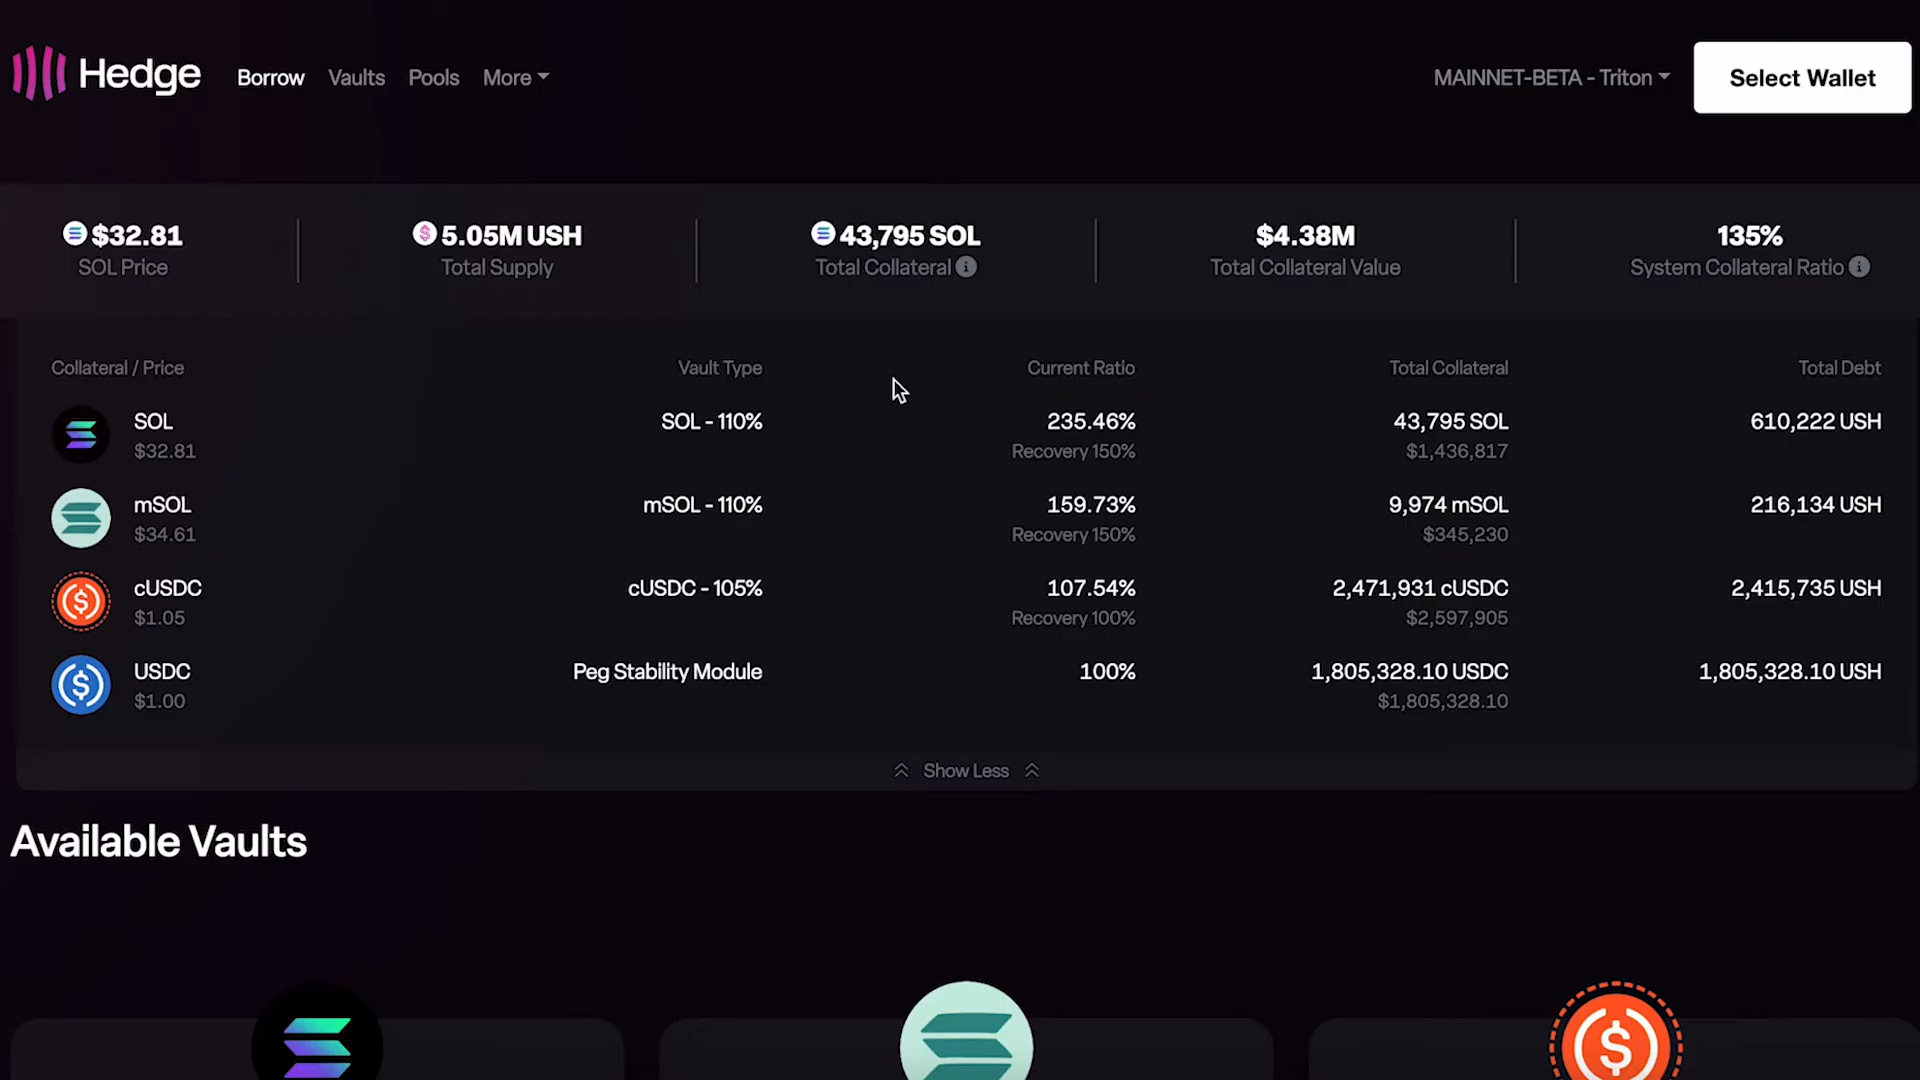 Hedge Borrow Vaults Pools More MAINNET-BETA - Triton Select Wallet
$32.81 5.05M USH 43,795 SOL $4.38M 135%
SOL Price Total Supply Total Collateral Total Collateral Value System Collateral Ratio
Collateral / Price Vault Type Current Ratio Total Collateral Total Debt
SOL SOL - 110% 235.46% 43,795 SOL 610,222 USH
$32.81 Recovery 150% $1,436,817
mSOL mSOL - 110% 159.73% 9,974 mSOL 216,134 USH
$34.61 Recovery 150% $345,230
cUSDC cUSDC - 105% 107.54% 2,471,931 cUSDC 2,415,735 USH
$1.05 Recovery 100% $2,597,905
USDC Peg Stability Module 100% 1,805,328.10 USDC 1,805,328.10 USH
$1.00 $1,805,328.10
Show Less
Available Vaults